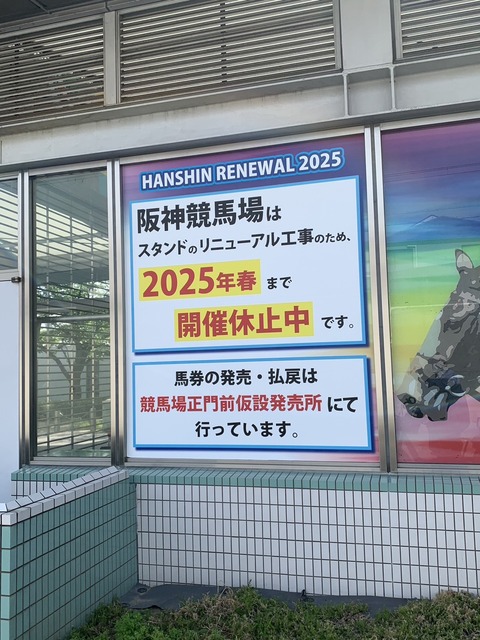 HANSHIN RENEWAL 2025
阪神競馬場は
スタンドのリニューアル工事のため、
2025年春 まで
開催休止中 です。
馬券の発売・払戻は
競馬場正門前仮設発売所 にて
行っています。